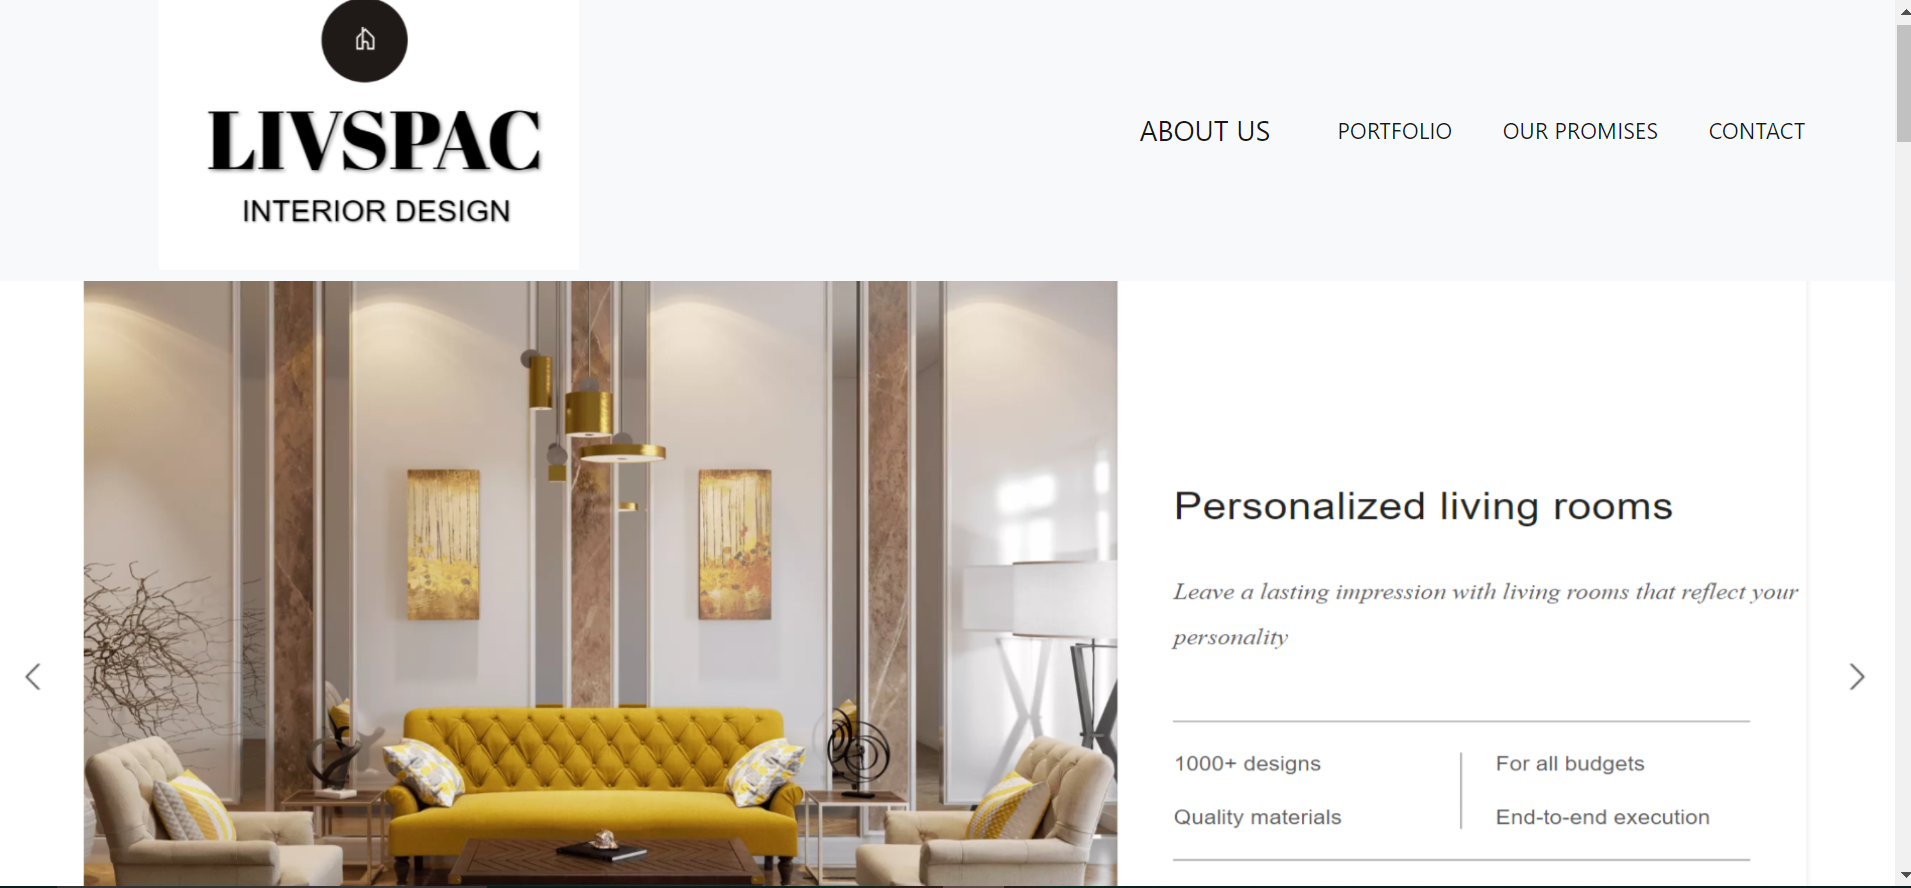 LIVSPAC
INTERIOR DESIGN
ABOUT US PORTFOLIO OUR PROMISES CONTACT
Personalized living rooms
Leave a lasting impression with living rooms that reflect your
personality
1000+ designs
For all budgets
Quality materials
End-to-end execution